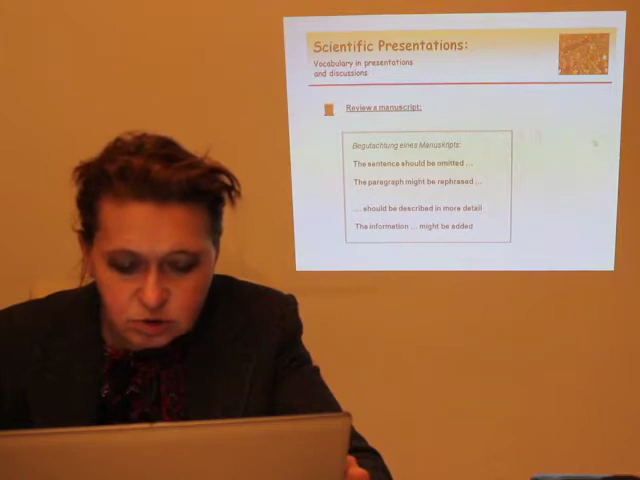 Scientific Presentations:
Vocabulary in presentations
and discussions
Review a manuscript:
Begutachtung eines Manuskripts:
The sentence should be omitted ...
The paragraph might be rephrased ...
... should be described in more detail
The information ... might be added